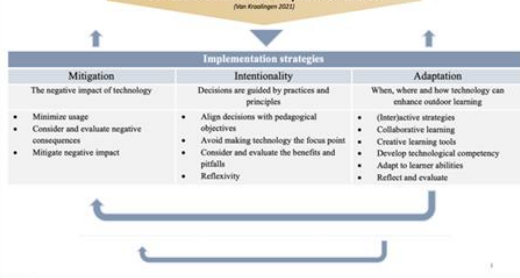 (Van Kraalingen 2021)
Implementation strategies
Mitigation
The negative impact of technology
• Minimize usage
• Consider and evaluate negative
consequences
• Mitigate negative impact
Intentionality
Decisions are guided by practices and
principles
• Align decisions with pedagogical
objectives
• Avoid making technology the focus point
• Consider and evaluate the benefits and
pitfalls
• Reflexivity
Adaptation
When, where and how technology can
enhance outdoor learning
• (Inter)active strategies
• Collaborative learning
• Creative learning tools
• Develop technological competency
• Adapt to learner abilities
• Reflect and evaluate